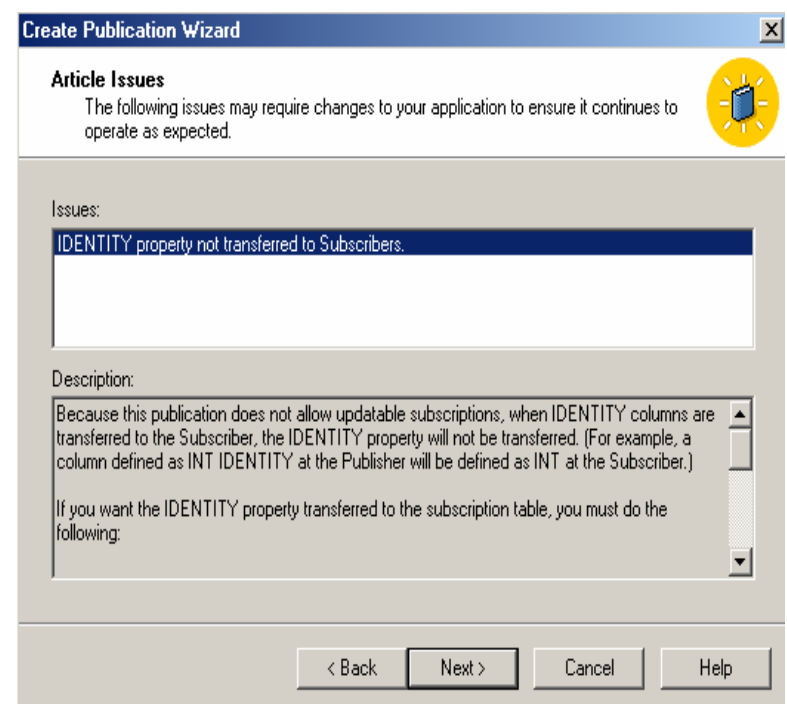 Create Publication Wizard
Article Issues
The following issues may require changes to your application to ensure it continues to
operate as expected.
Issues:
IDENTITY property not transferred to Subscribers.
Description:
Because this publication does not allow updatable subscriptions, when IDENTITY columns are
transferred to the Subscriber, the IDENTITY property will not be transferred. (For example, a
column defined as INT IDENTITY at the Publisher will be defined as INT at the Subscriber.)
If you want the IDENTITY property transferred to the subscription table, you must do the
following:
< Back Next > Cancel Help